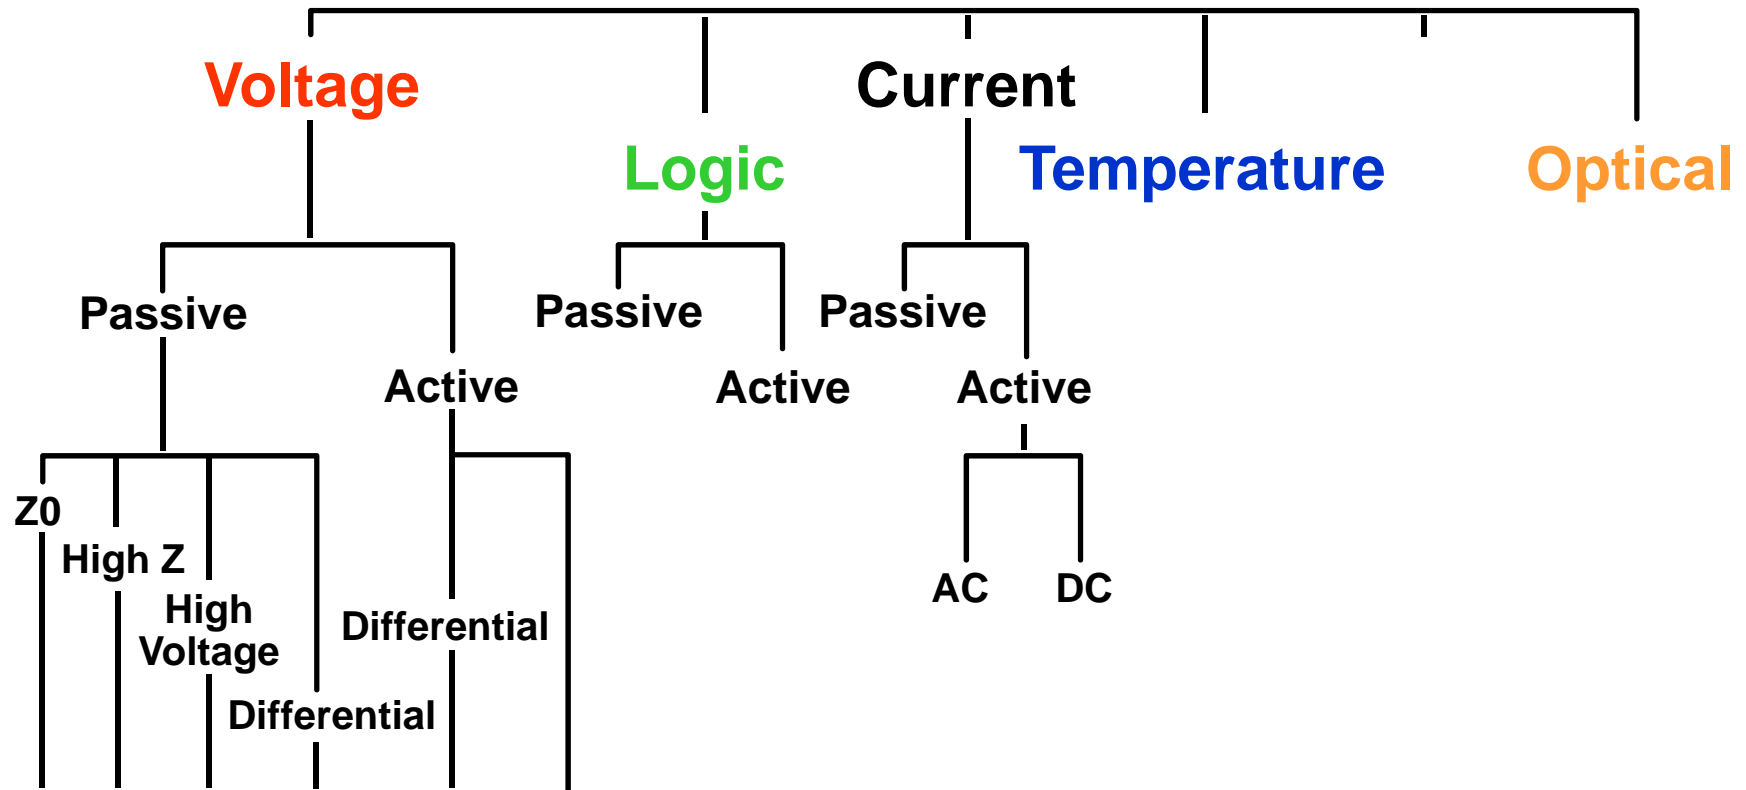 Voltage
Current
Logic
Temperature
Optical
Passive
Passive
Passive
Active
Active
Active
Z0
High Z
High
Voltage
Differential
Differential
AC
DC